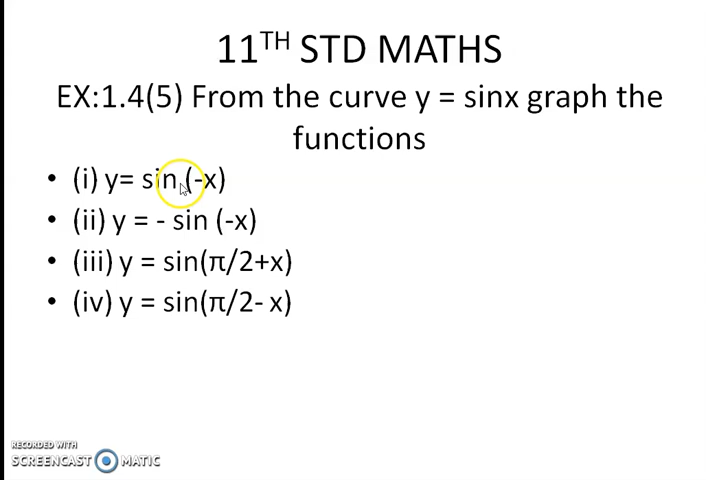 11TH STD MATHS
EX:1.4(5) From the curve y = sinx graph the
functions
• (i) y= sin (-x)
• (ii) y = - sin (-x)
• (iii) y = sin(π/2+x)
• (iv) y = sin(π/2- x)
RECORDED WITH
SCREENCAST MATIC